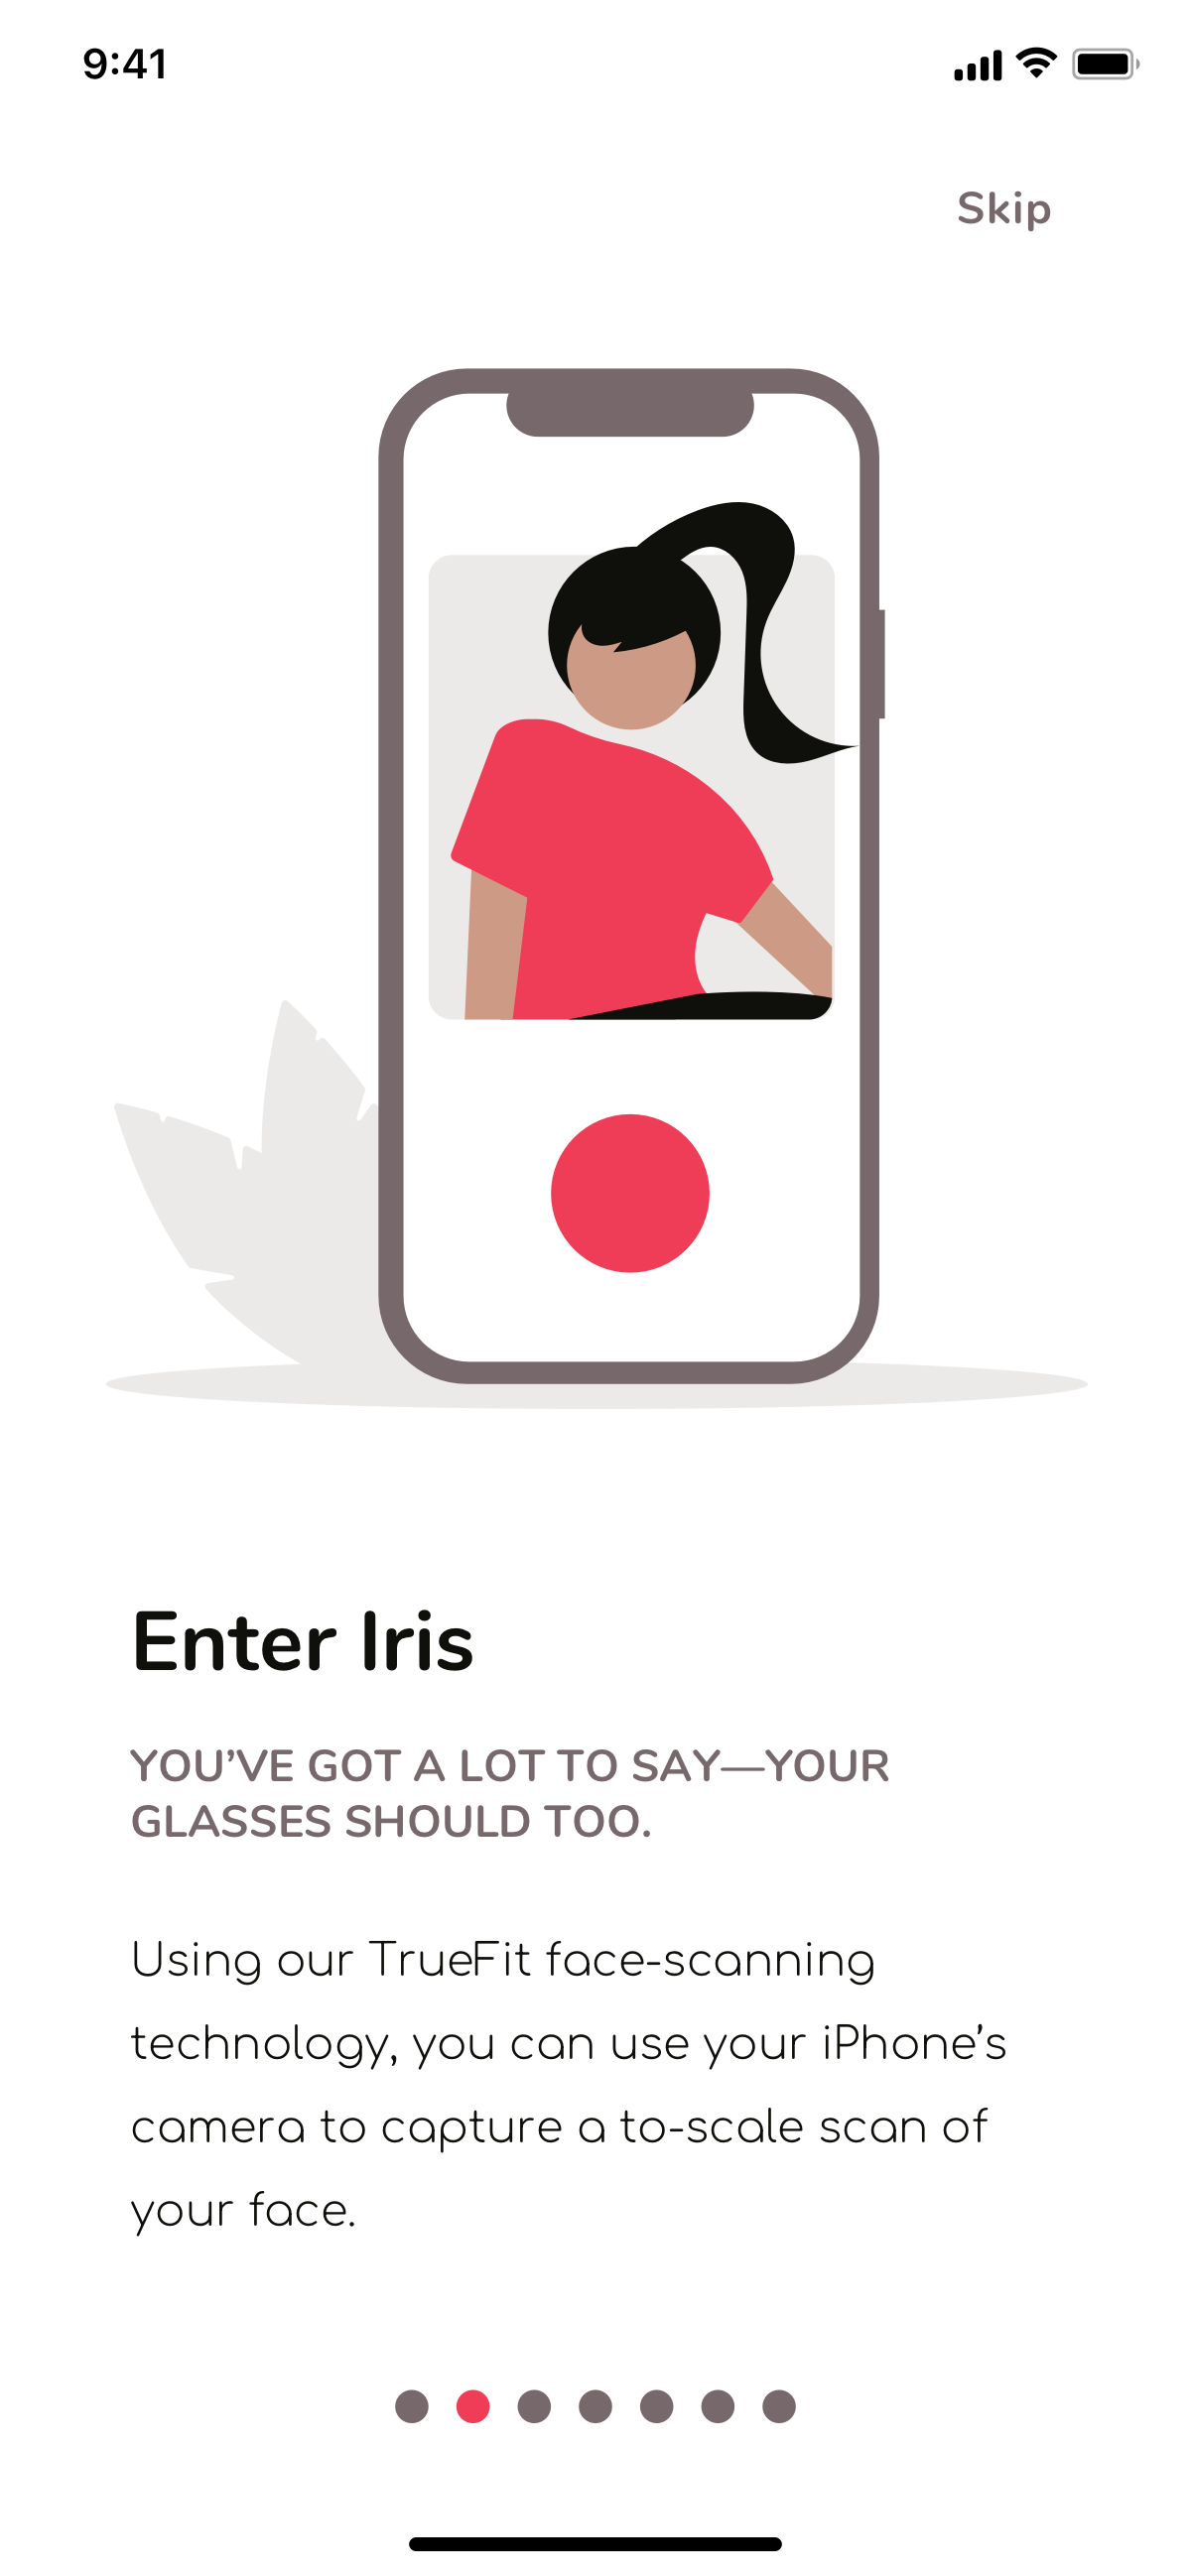 9:41
Skip
Enter Iris
YOU’VE GOT A LOT TO SAY—YOUR
GLASSES SHOULD TOO.
Using our TrueFit face-scanning
technology, you can use your iPhone’s
camera to capture a to-scale scan of
your face.